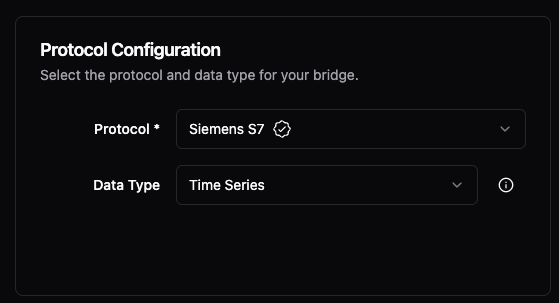 Protocol Configuration
Select the protocol and data type for your bridge.
Protocol * Siemens S7
Data Type Time Series